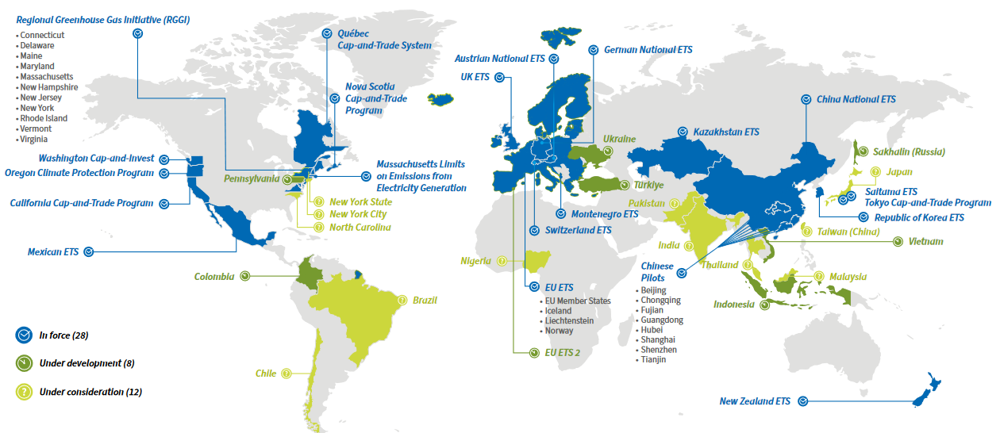 Regional Greenhouse Gas Initiative (RGGI)
• Connecticut
• Delaware
• Maine
• Maryland
• Massachusetts
• New Hampshire
• New Jersey
• New York
• Rhode Island
• Vermont
• Virginia
Washington Cap-and-Invest
Oregon Climate Protection Program
California Cap-and-Trade Program
Mexican ETS
Québec
Cap-and-Trade System
Nova Scotia
Cap-and-Trade
Program
Massachusetts Limits
on Emissions from
Electricity Generation
Pennsylvania
New York State
New York City
North Carolina
Colombia
Brazil
Chile
Austrian National ETS
German National ETS
UK ETS
Ukraine
Türkiye
Montenegro ETS
Switzerland ETS
Nigeria
EU ETS
• EU Member States
• Iceland
• Liechtenstein
• Norway
EU ETS 2
Kazakhstan ETS
China National ETS
Sakhalin (Russia)
Japan
Saitama ETS
Tokyo Cap-and-Trade Program
Republic of Korea ETS
Pakistan
India
Taiwan (China)
Vietnam
Thailand
Malaysia
Indonesia
Chinese
Pilots
• Beijing
• Chongqing
• Fujian
• Guangdong
• Hubei
• Shanghai
• Shenzhen
• Tianjin
New Zealand ETS
In force (28)
Under development (8)
Under consideration (12)